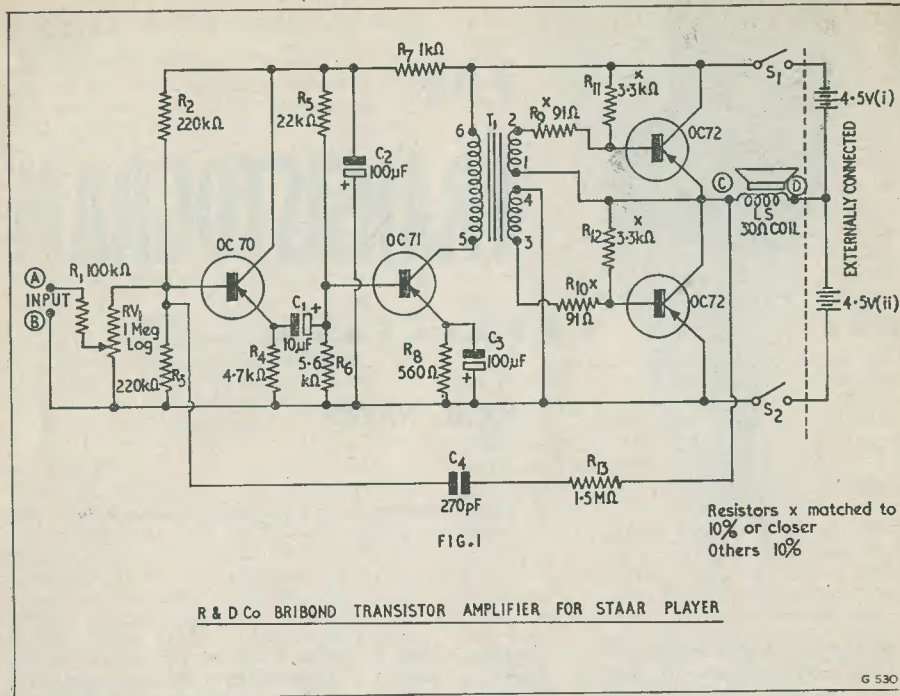 R7 1kΩ
R2
220kΩ
R5
22kΩ
C2
100µF
+
6
T1
2
1
4
5
3
R9 x 91Ω
R11 x
3·3kΩ
OC72
S1
4·5V(i)
EXTERNALLY CONNECTED
C
D
LS
30Ω COIL
R12 x
3·3kΩ
R10 x
91Ω
OC72
4·5V(ii)
S2
OC 70
OC 71
A
INPUT
B
R1 100kΩ
RV1
1 Meg
Log
220kΩ R3
C1 +
10µF
R4
4·7kΩ
5·6
kΩ
R6
R8
560Ω
C3
100µF
+
C4
270pF
R13
1·5MΩ
FIG.1
Resistors x matched to
10% or closer
Others 10%
R & D Co BRIBOND TRANSISTOR AMPLIFIER FOR STAAR PLAYER
G 530